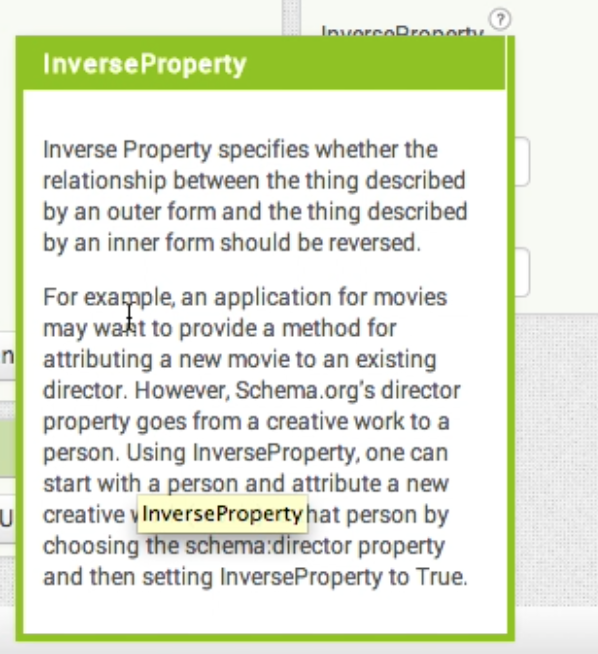 InverseProperty
?
InverseProperty
Inverse Property specifies whether the
relationship between the thing described
by an outer form and the thing described
by an inner form should be reversed.
For example, an application for movies
may want to provide a method for
attributing a new movie to an existing
director. However, Schema.org's director
property goes from a creative work to a
person. Using InverseProperty, one can
start with a person and attribute a new
creative InverseProperty hat person by
choosing the schema:director property
and then setting InverseProperty to True.
n
U